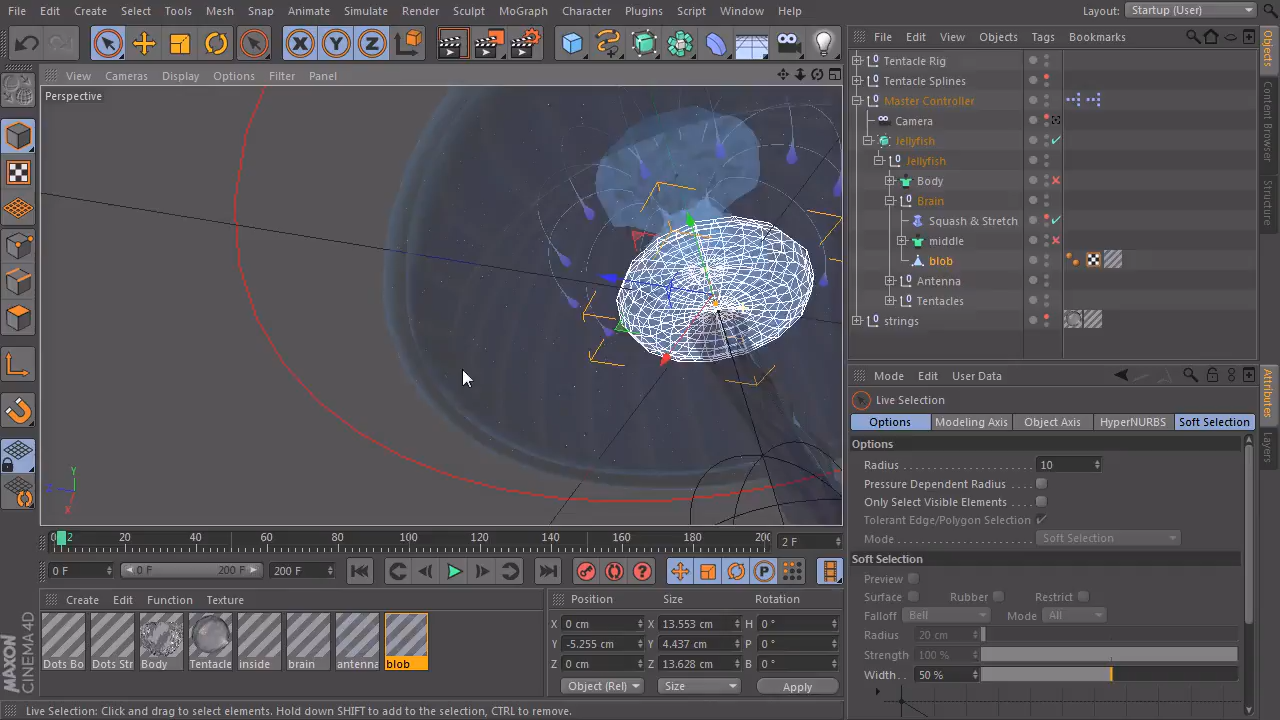 File Edit Create Select Tools Mesh Snap Animate Simulate Render Sculpt MoGraph Character Plugins Script Window Help Layout: Startup (User)
View Cameras Display Options Filter Panel
File Edit View Objects Tags Bookmarks
Perspective
Tentacle Rig
Tentacle Splines
Master Controller
Camera
Jellyfish
Jellyfish
Body
Brain
Squash & Stretch
middle
blob
Antenna
Tentacles
strings
Objects
Content Browser
Structure
Mode Edit User Data
Live Selection
Options Modeling Axis Object Axis HyperNURBS Soft Selection
Options
Radius 10
Pressure Dependent Radius
Only Select Visible Elements
Tolerant Edge/Polygon Selection
Mode Soft Selection
Soft Selection
Preview
Surface Rubber Restrict
Falloff Bell Mode All
Radius 20 cm
Strength 100 %
Width 50 %
Attributes
Layers
Y
Z
X
0 2 20 40 60 80 100 120 140 160 180 200 2 F
0 F 0 F 200 F 200 F
Create Edit Function Texture
Dots Bo Dots Str Body Tentacle inside brain antenna blob
Position Size Rotation
X 0 cm X 13.553 cm H 0 °
Y -5.255 cm Y 4.437 cm P 0 °
Z 0 cm Z 13.628 cm B 0 °
Object (Rel) Size Apply
MAXON CINEMA 4D
Live Selection: Click and drag to select elements. Hold down SHIFT to add to the selection, CTRL to remove.